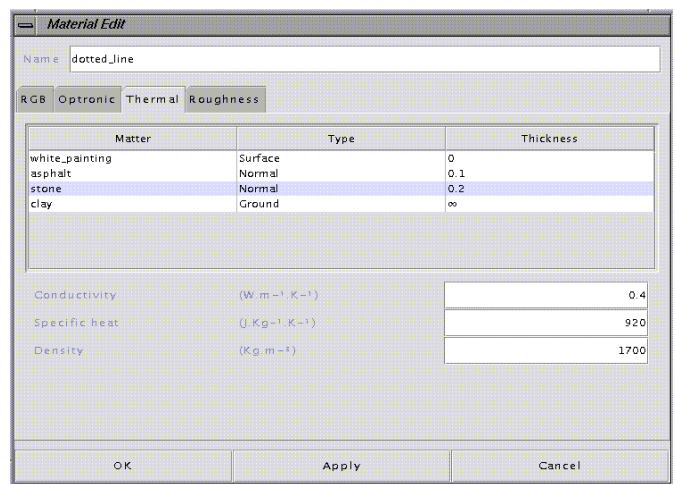 Material Edit
Name dotted_line
RGB Optronic Thermal Roughness
Matter Type Thickness
white_painting Surface 0
asphalt Normal 0.1
stone Normal 0.2
clay Ground ∞
Conductivity (W.m-¹.K-¹) 0.4
Specific heat (J.Kg-¹.K-¹) 920
Density (Kg.m-³) 1700
OK Apply Cancel